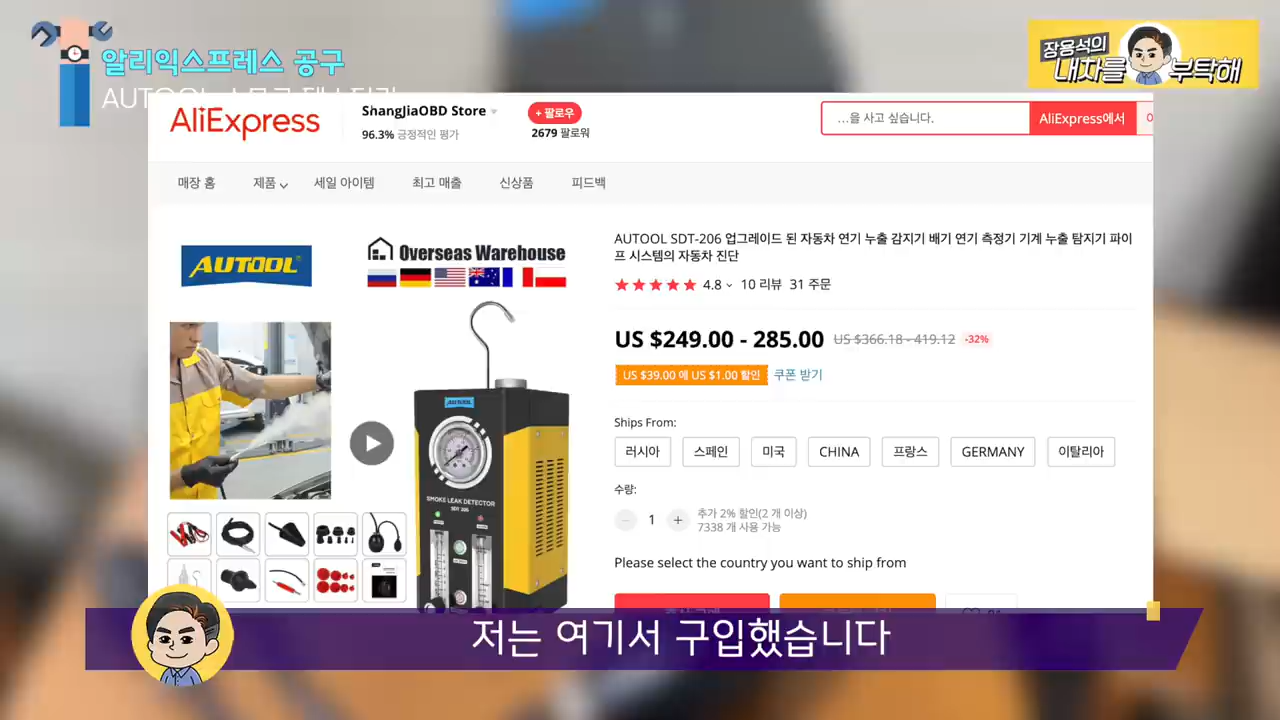 알리익스프레스 공구
AUTOOL
장용석의
내차를 부탁해
AliExpress
ShangJiaOBD Store
+ 팔로우
96.3% 긍정적인 평가
2679 팔로워
...을 사고 싶습니다.
AliExpress에서
매장 홈
제품
세일 아이템
최고 매출
신상품
피드백
AUTOOL
Overseas Warehouse
AUTOOL
SMOKE LEAK DETECTOR
SDT 206
AUTOOL SDT-206 업그레이드 된 자동차 연기 누출 감지기 배기 연기 측정기 기계 누출 탐지기 파이
프 시스템의 자동차 진단
4.8 10 리뷰 31 주문
US $249.00 - 285.00 US $366.18 - 419.12 -32%
US $39.00 에 US $1.00 할인 쿠폰 받기
Ships From:
러시아
스페인
미국
CHINA
프랑스
GERMANY
이탈리아
수량:
1
추가 2% 할인(2 개 이상)
7338 개 사용 가능
Please select the country you want to ship from
저는 여기서 구입했습니다